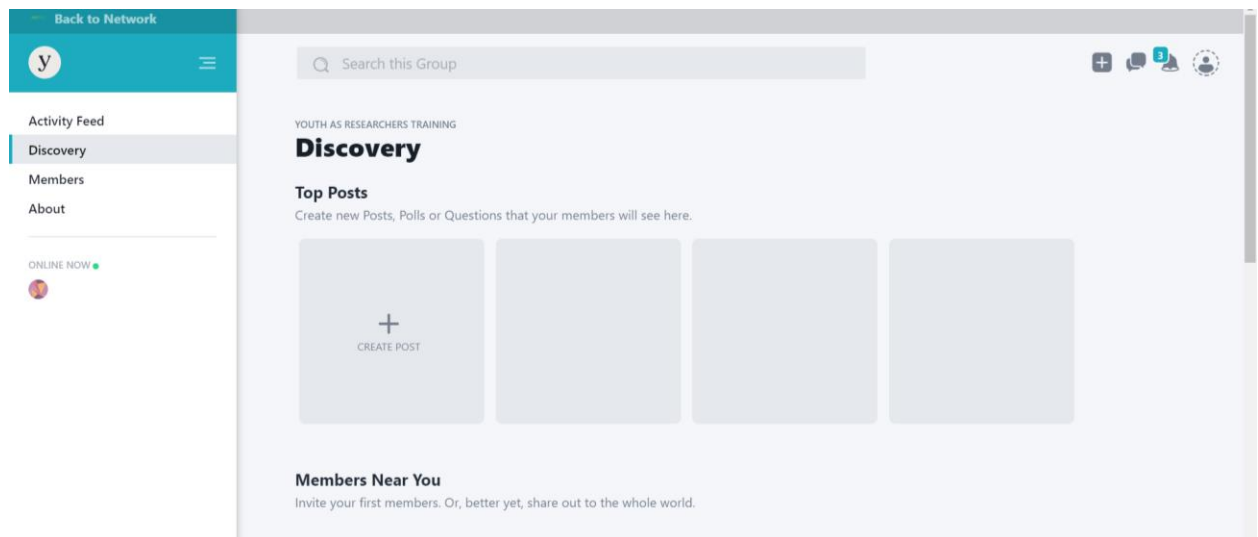 Back to Network
y
Search this Group
3
Activity Feed
Discovery
Members
About
ONLINE NOW
YOUTH AS RESEARCHERS TRAINING
Discovery
Top Posts
Create new Posts, Polls or Questions that your members will see here.
CREATE POST
Members Near You
Invite your first members. Or, better yet, share out to the whole world.